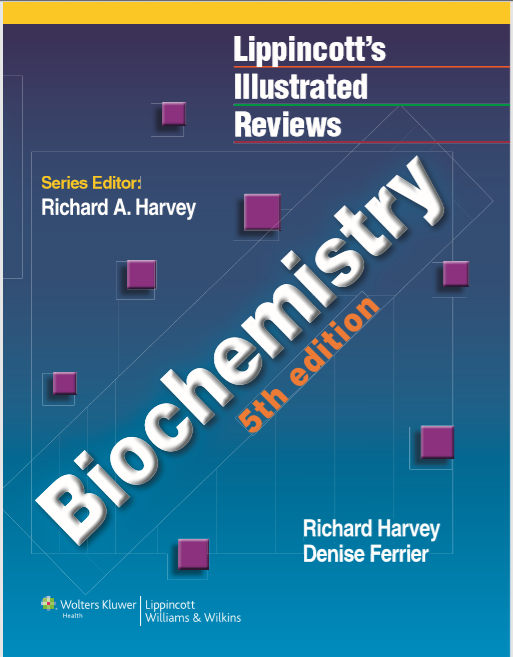 Lippincott's
Illustrated
Reviews
Series Editor:
Richard A. Harvey
Biochemistry
5th edition
Richard Harvey
Denise Ferrier
Wolters Kluwer
Health
Lippincott
Williams & Wilkins